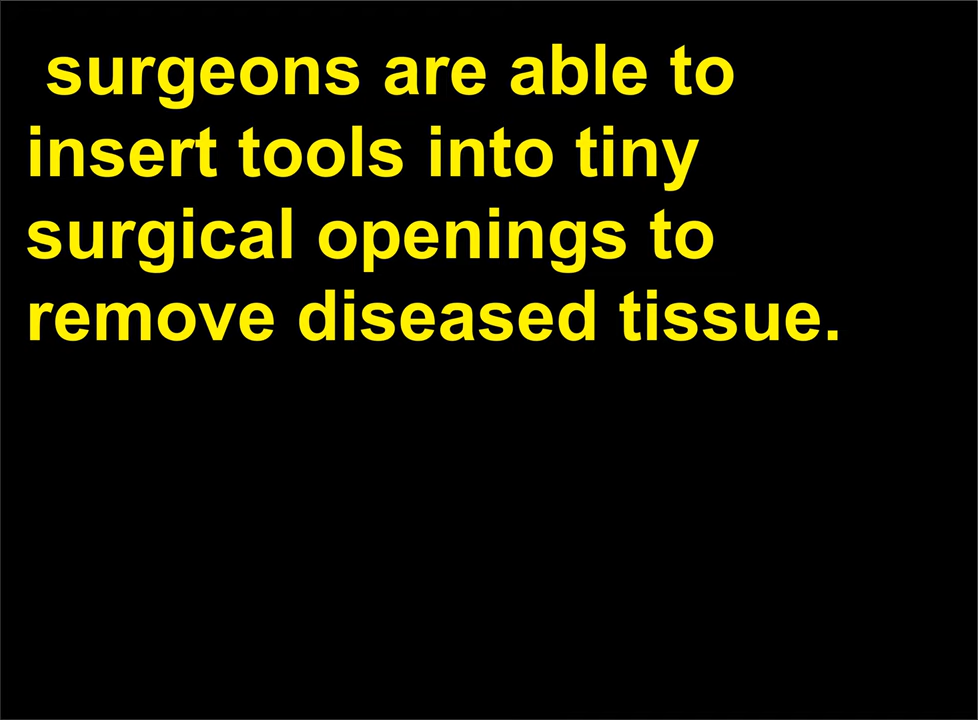 surgeons are able to
insert tools into tiny
surgical openings to
remove diseased tissue.